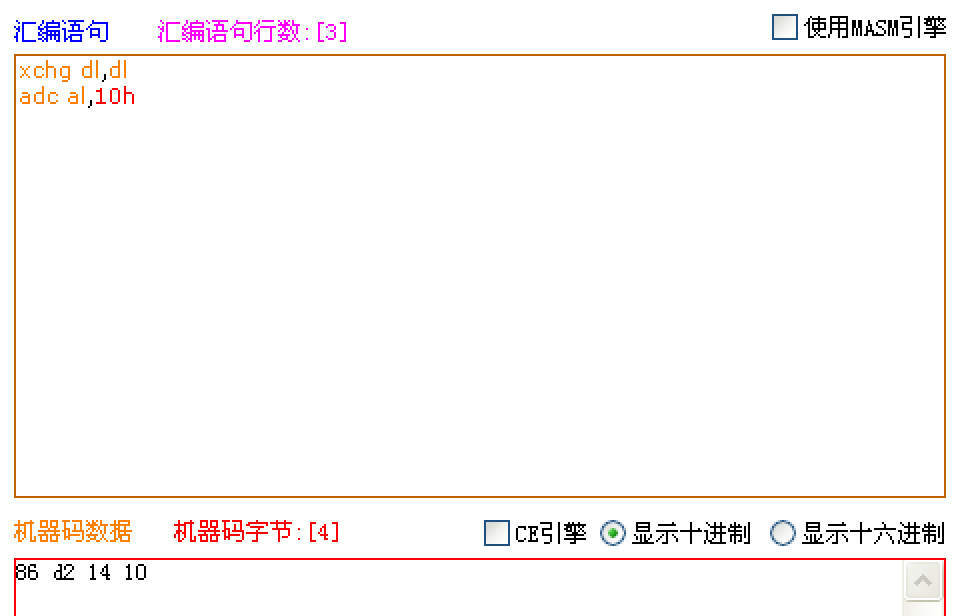 汇编语句 汇编语句行数:[3] 使用MASM引擎
xchg dl,dl
adc al,10h
机器码数据 机器码字节:[4] CE引擎 显示十进制 显示十六进制
86 d2 14 10